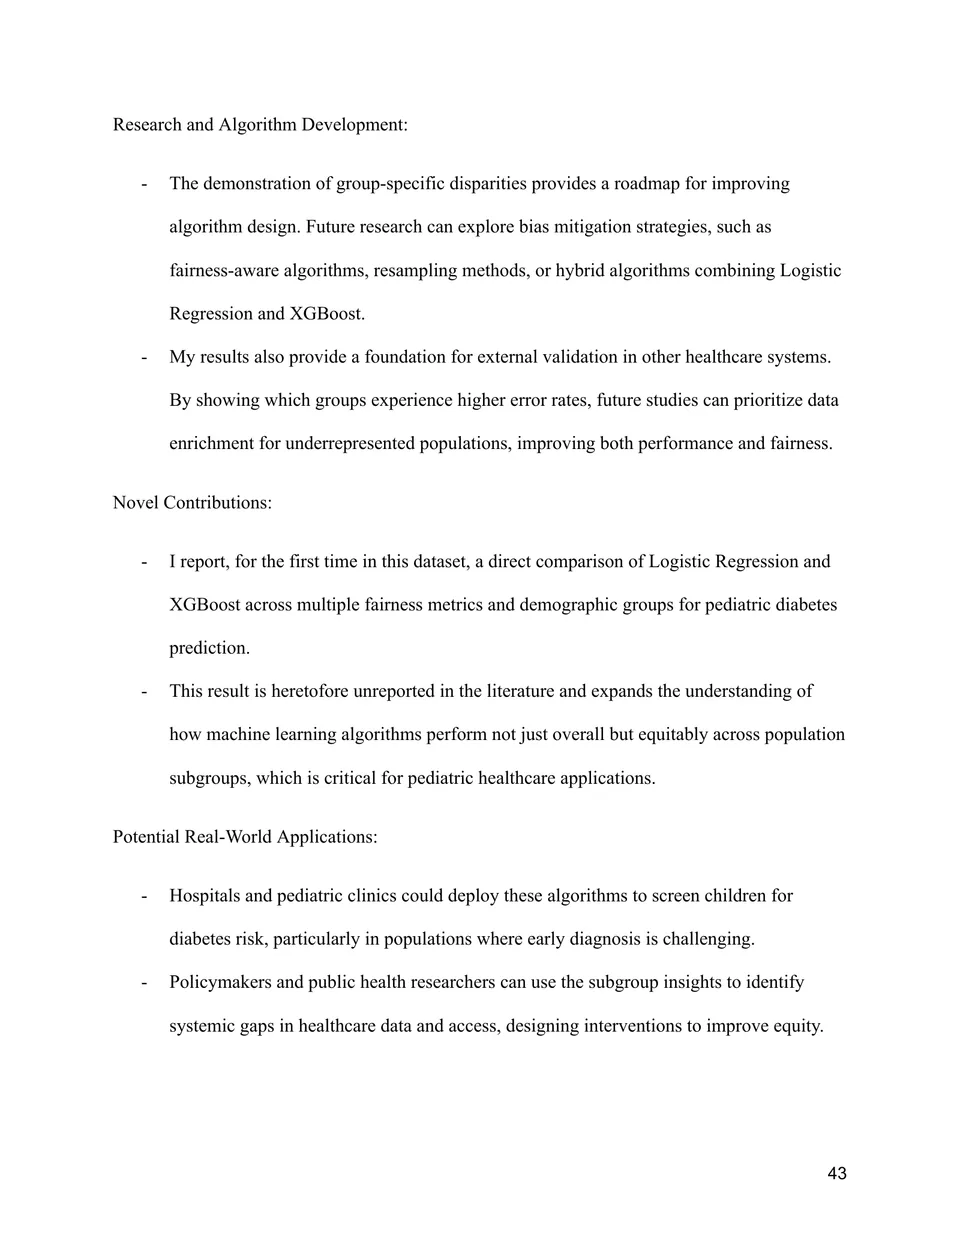 Research and Algorithm Development:
- The demonstration of group-specific disparities provides a roadmap for improving
algorithm design. Future research can explore bias mitigation strategies, such as
fairness-aware algorithms, resampling methods, or hybrid algorithms combining Logistic
Regression and XGBoost.
- My results also provide a foundation for external validation in other healthcare systems.
By showing which groups experience higher error rates, future studies can prioritize data
enrichment for underrepresented populations, improving both performance and fairness.
Novel Contributions:
- I report, for the first time in this dataset, a direct comparison of Logistic Regression and
XGBoost across multiple fairness metrics and demographic groups for pediatric diabetes
prediction.
- This result is heretofore unreported in the literature and expands the understanding of
how machine learning algorithms perform not just overall but equitably across population
subgroups, which is critical for pediatric healthcare applications.
Potential Real-World Applications:
- Hospitals and pediatric clinics could deploy these algorithms to screen children for
diabetes risk, particularly in populations where early diagnosis is challenging.
- Policymakers and public health researchers can use the subgroup insights to identify
systemic gaps in healthcare data and access, designing interventions to improve equity.
43